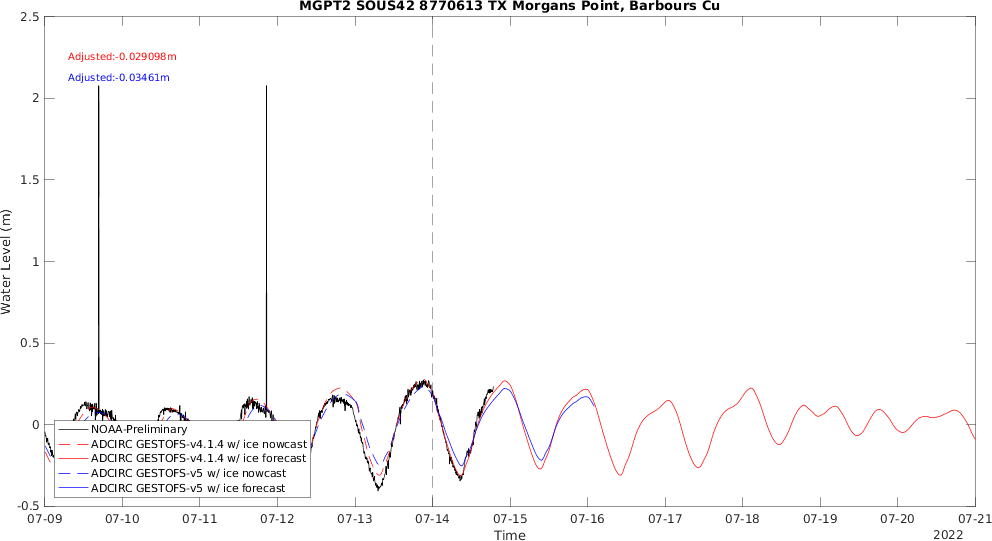 MGPT2 SOUS42 8770613 TX Morgans Point, Barbours Cu
Adjusted:-0.029098m
Adjusted:-0.03461m
Water Level (m)
2.5
2
1.5
1
0.5
0
-0.5
NOAA-Preliminary
ADCIRC GESTOFS-v4.1.4 w/ ice nowcast
ADCIRC GESTOFS-v4.1.4 w/ ice forecast
ADCIRC GESTOFS-v5 w/ ice nowcast
ADCIRC GESTOFS-v5 w/ ice forecast
07-09 07-10 07-11 07-12 07-13 07-14 07-15 07-16 07-17 07-18 07-19 07-20 07-21
Time
2022